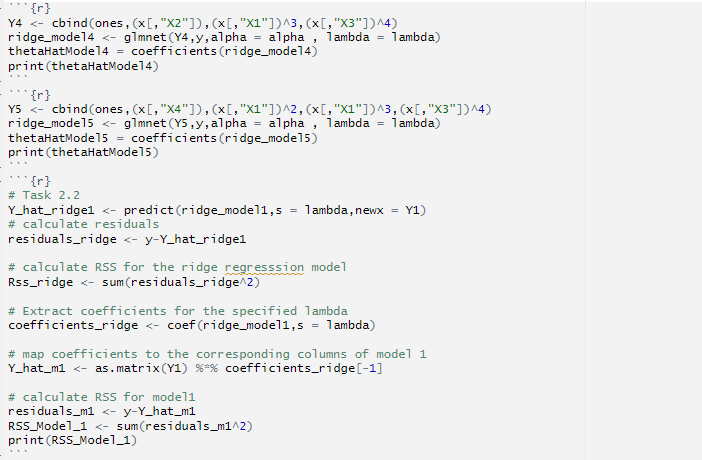 ```{r}
Y4 <- cbind(ones,(x[,"X2"]),(x[,"X1"])^3,(x[,"X3"])^4)
ridge_model4 <- glmnet(Y4,y,alpha = alpha , lambda = lambda)
thetaHatModel4 = coefficients(ridge_model4)
print(thetaHatModel4)
```
```{r}
Y5 <- cbind(ones,(x[,"X4"]),(x[,"X1"])^2,(x[,"X1"])^3,(x[,"X3"])^4)
ridge_model5 <- glmnet(Y5,y,alpha = alpha , lambda = lambda)
thetaHatModel5 = coefficients(ridge_model5)
print(thetaHatModel5)
```
```{r}
# Task 2.2
Y_hat_ridge1 <- predict(ridge_model1,s = lambda,newx = Y1)
# calculate residuals
residuals_ridge <- y-Y_hat_ridge1
# calculate RSS for the ridge regresssion model
Rss_ridge <- sum(residuals_ridge^2)
# Extract coefficients for the specified lambda
coefficients_ridge <- coef(ridge_model1,s = lambda)
# map coefficients to the corresponding columns of model 1
Y_hat_m1 <- as.matrix(Y1) %*% coefficients_ridge[-1]
# calculate RSS for model1
residuals_m1 <- y-Y_hat_m1
RSS_Model_1 <- sum(residuals_m1^2)
print(RSS_Model_1)
```